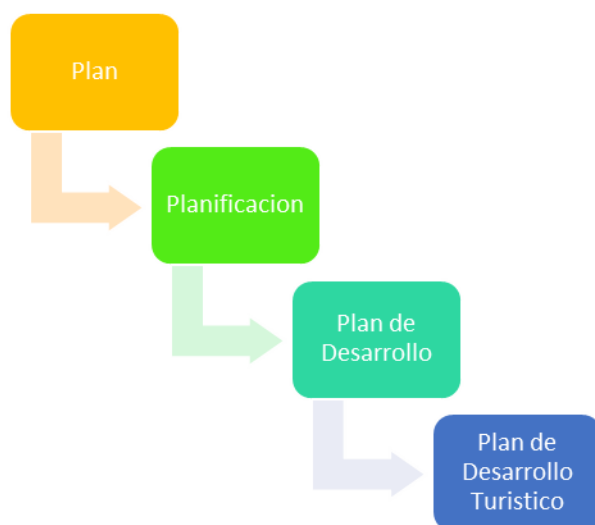 Plan
Planificacion
Plan de
Desarrollo
Plan de
Desarrollo
Turistico